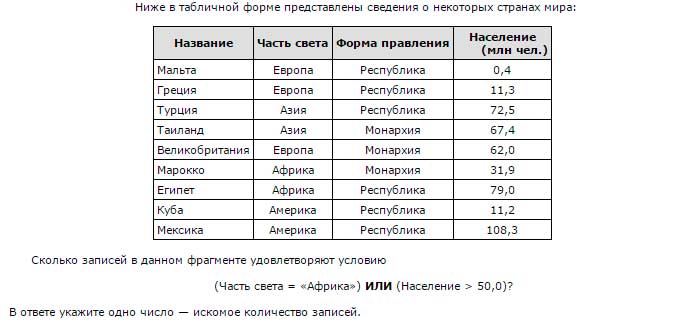 Ниже в табличной форме представлены сведения о некоторых странах мира:
Название Часть света Форма правления Население (млн чел.)
Мальта Европа Республика 0,4
Греция Европа Республика 11,3
Турция Азия Республика 72,5
Таиланд Азия Монархия 67,4
Великобритания Европа Монархия 62,0
Марокко Африка Монархия 31,9
Египет Африка Республика 79,0
Куба Америка Республика 11,2
Мексика Америка Республика 108,3
Сколько записей в данном фрагменте удовлетворяют условию
(Часть света = «Африка») ИЛИ (Население > 50,0)?
В ответе укажите одно число — искомое количество записей.